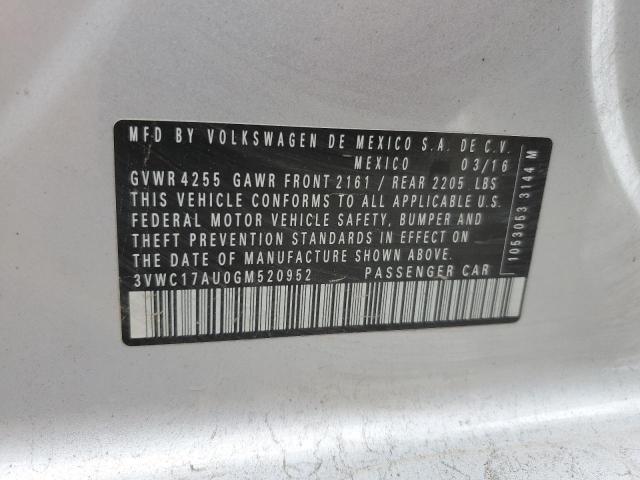 MFD BY VOLKSWAGEN DE MEXICO S.A. DE C.V.
MEXICO 03/16
GVWR 4255 GAWR FRONT 2161 / REAR 2205 LBS
THIS VEHICLE CONFORMS TO ALL APPLICABLE U.S.
FEDERAL MOTOR VEHICLE SAFETY, BUMPER AND
THEFT PREVENTION STANDARDS IN EFFECT ON
THE DATE OF MANUFACTURE SHOWN ABOVE.
3VWC17AU0GM520952 PASSENGER CAR
1053053 3144 M